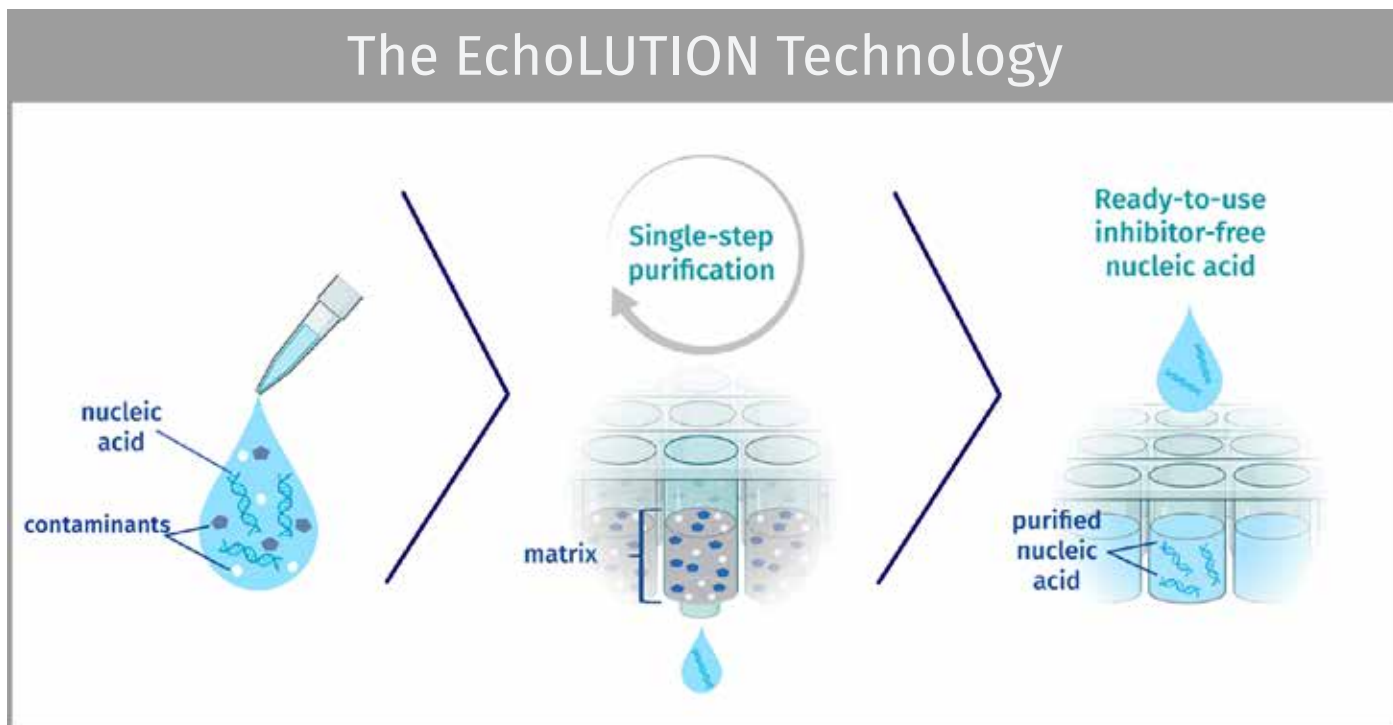 The EchoLUTION Technology
nucleic
acid
contaminants
Single-step
purification
matrix
Ready-to-use
inhibitor-free
nucleic acid
purified
nucleic
acid